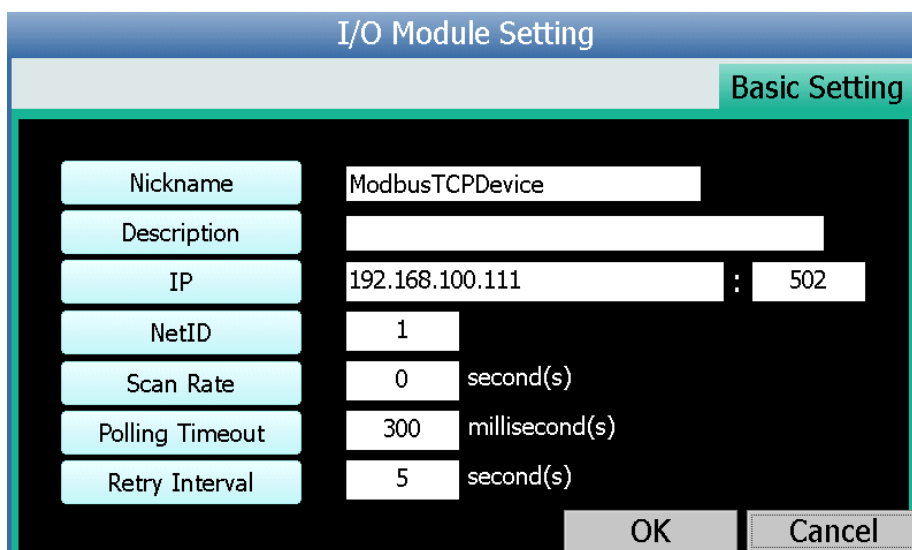 I/O Module Setting
Basic Setting
Nickname ModbusTCPDevice
Description
IP 192.168.100.111 : 502
NetID 1
Scan Rate 0 second(s)
Polling Timeout 300 millisecond(s)
Retry Interval 5 second(s)
OK Cancel